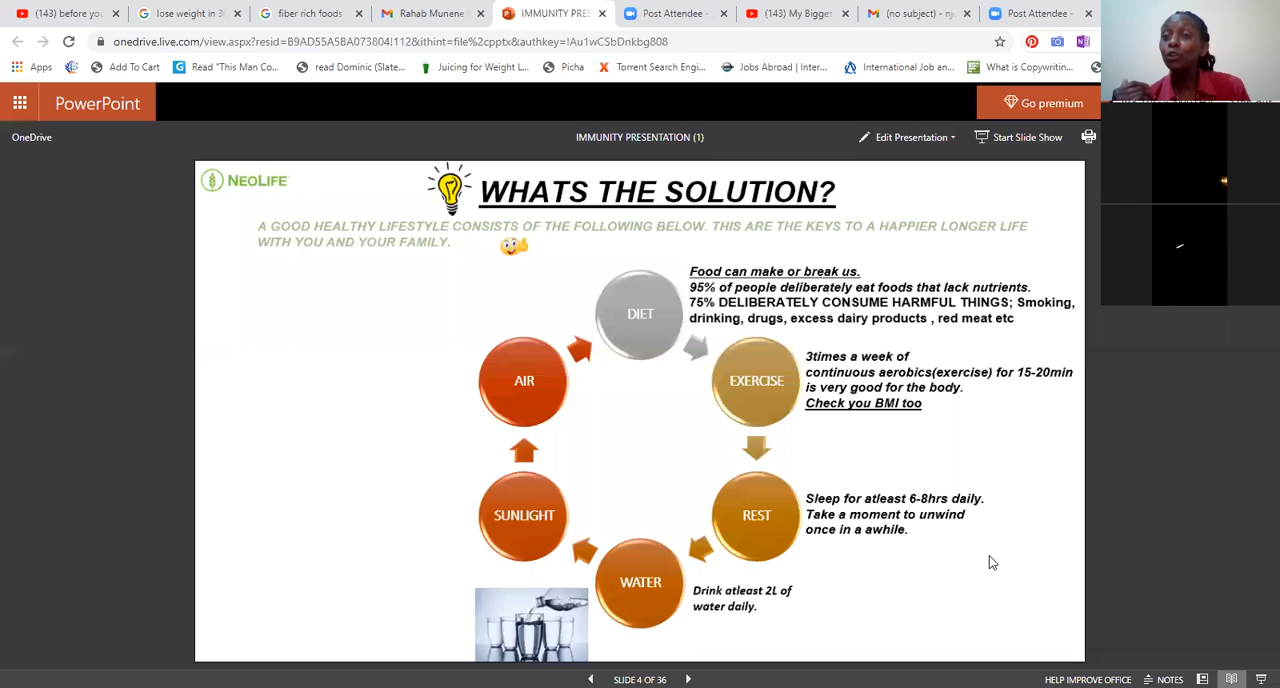 (143) before you
lose weight in 3
fiber rich foods
Rahab Munene
IMMUNITY PRES
Post Attendee -
(143) My Bigges
(no subject) - nj
Post Attendee -
onedrive.live.com/view.aspx?resid=B9AD55A5BA073804!112&ithint=file%2cpptx&authkey=!Au1wCSbDnkbg808
Apps
Add To Cart
Read "This Man Co...
read Dominic (Slate...
Juicing for Weight L...
Picha
Torrent Search Engi...
Jobs Abroad | Inter...
International Job an...
What is Copywritin...
PowerPoint
Go premium
OneDrive
IMMUNITY PRESENTATION (1)
Edit Presentation
Start Slide Show
NEOLIFE
WHATS THE SOLUTION?
A GOOD HEALTHY LIFESTYLE CONSISTS OF THE FOLLOWING BELOW. THIS ARE THE KEYS TO A HAPPIER LONGER LIFE
WITH YOU AND YOUR FAMILY.
DIET
Food can make or break us.
95% of people deliberately eat foods that lack nutrients.
75% DELIBERATELY CONSUME HARMFUL THINGS; Smoking,
drinking, drugs, excess dairy products , red meat etc
AIR
EXERCISE
3times a week of
continuous aerobics(exercise) for 15-20min
is very good for the body.
Check you BMI too
SUNLIGHT
REST
Sleep for atleast 6-8hrs daily.
Take a moment to unwind
once in a awhile.
WATER
Drink atleast 2L of
water daily.
SLIDE 4 OF 36
HELP IMPROVE OFFICE
NOTES